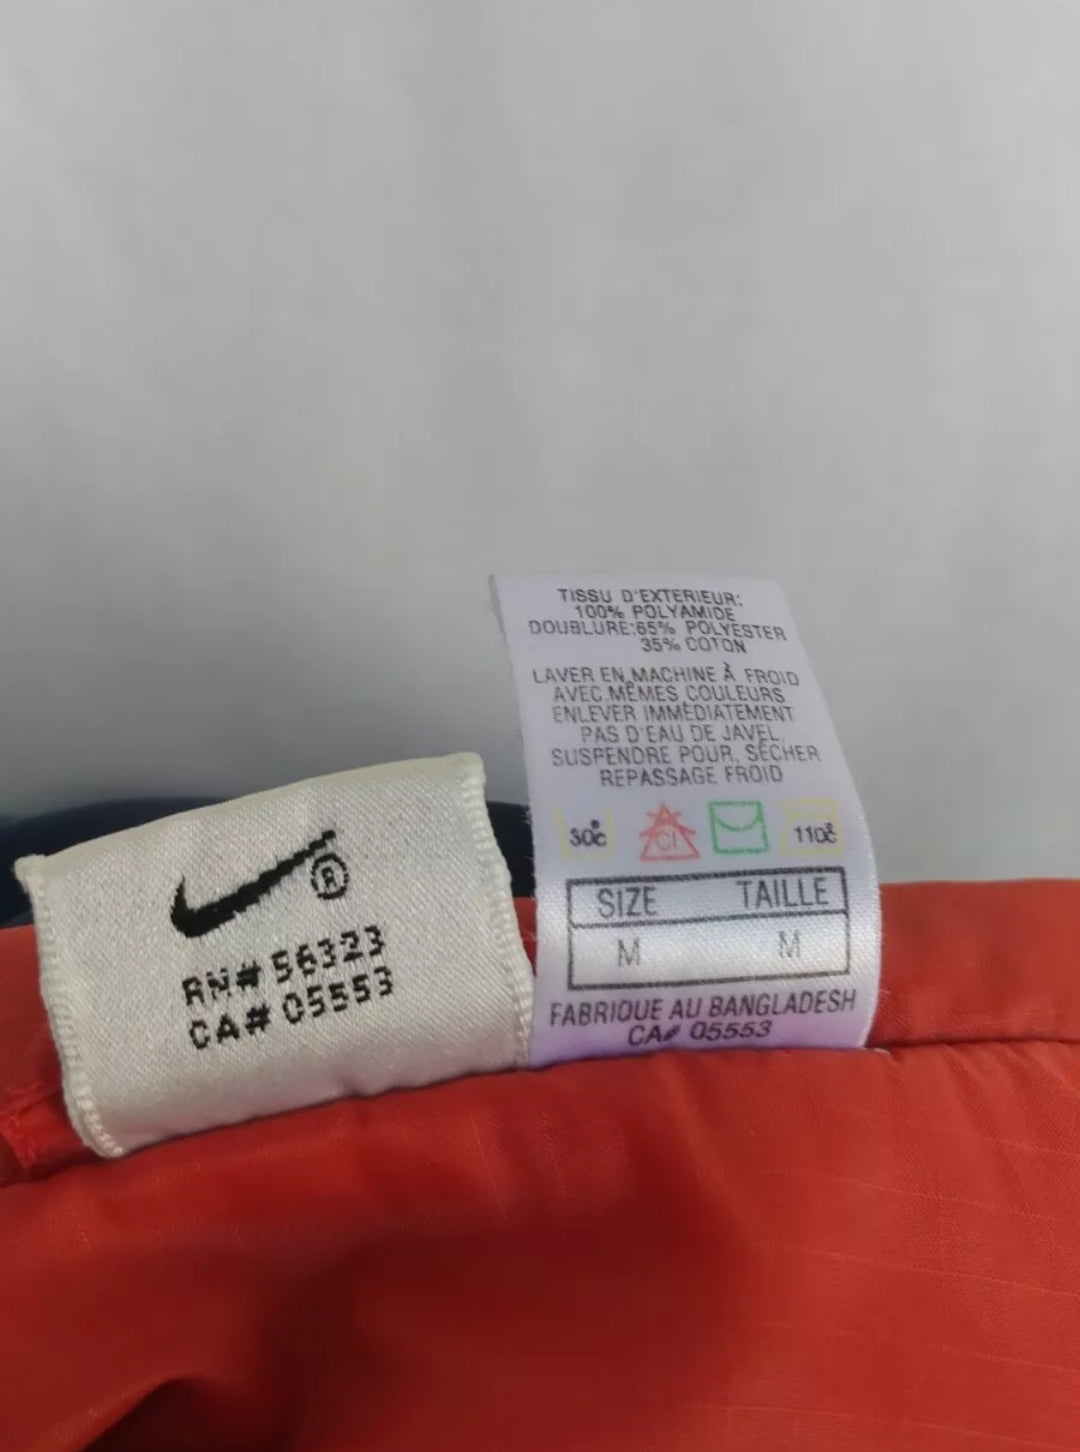 ®
RN# 56323
CA# 05553
TISSU D'EXTERIEUR:
100% POLYAMIDE
DOUBLURE:65% POLYESTER
35% COTON
LAVER EN MACHINE À FROID
AVEC MÊMES COULEURS
ENLEVER IMMÉDIATEMENT
PAS D'EAU DE JAVEL,
SUSPENDRE POUR, SÉCHER
REPASSAGE FROID
30°c Cl 110°c
SIZE TAILLE
M M
FABRIQUE AU BANGLADESH
CA# 05553